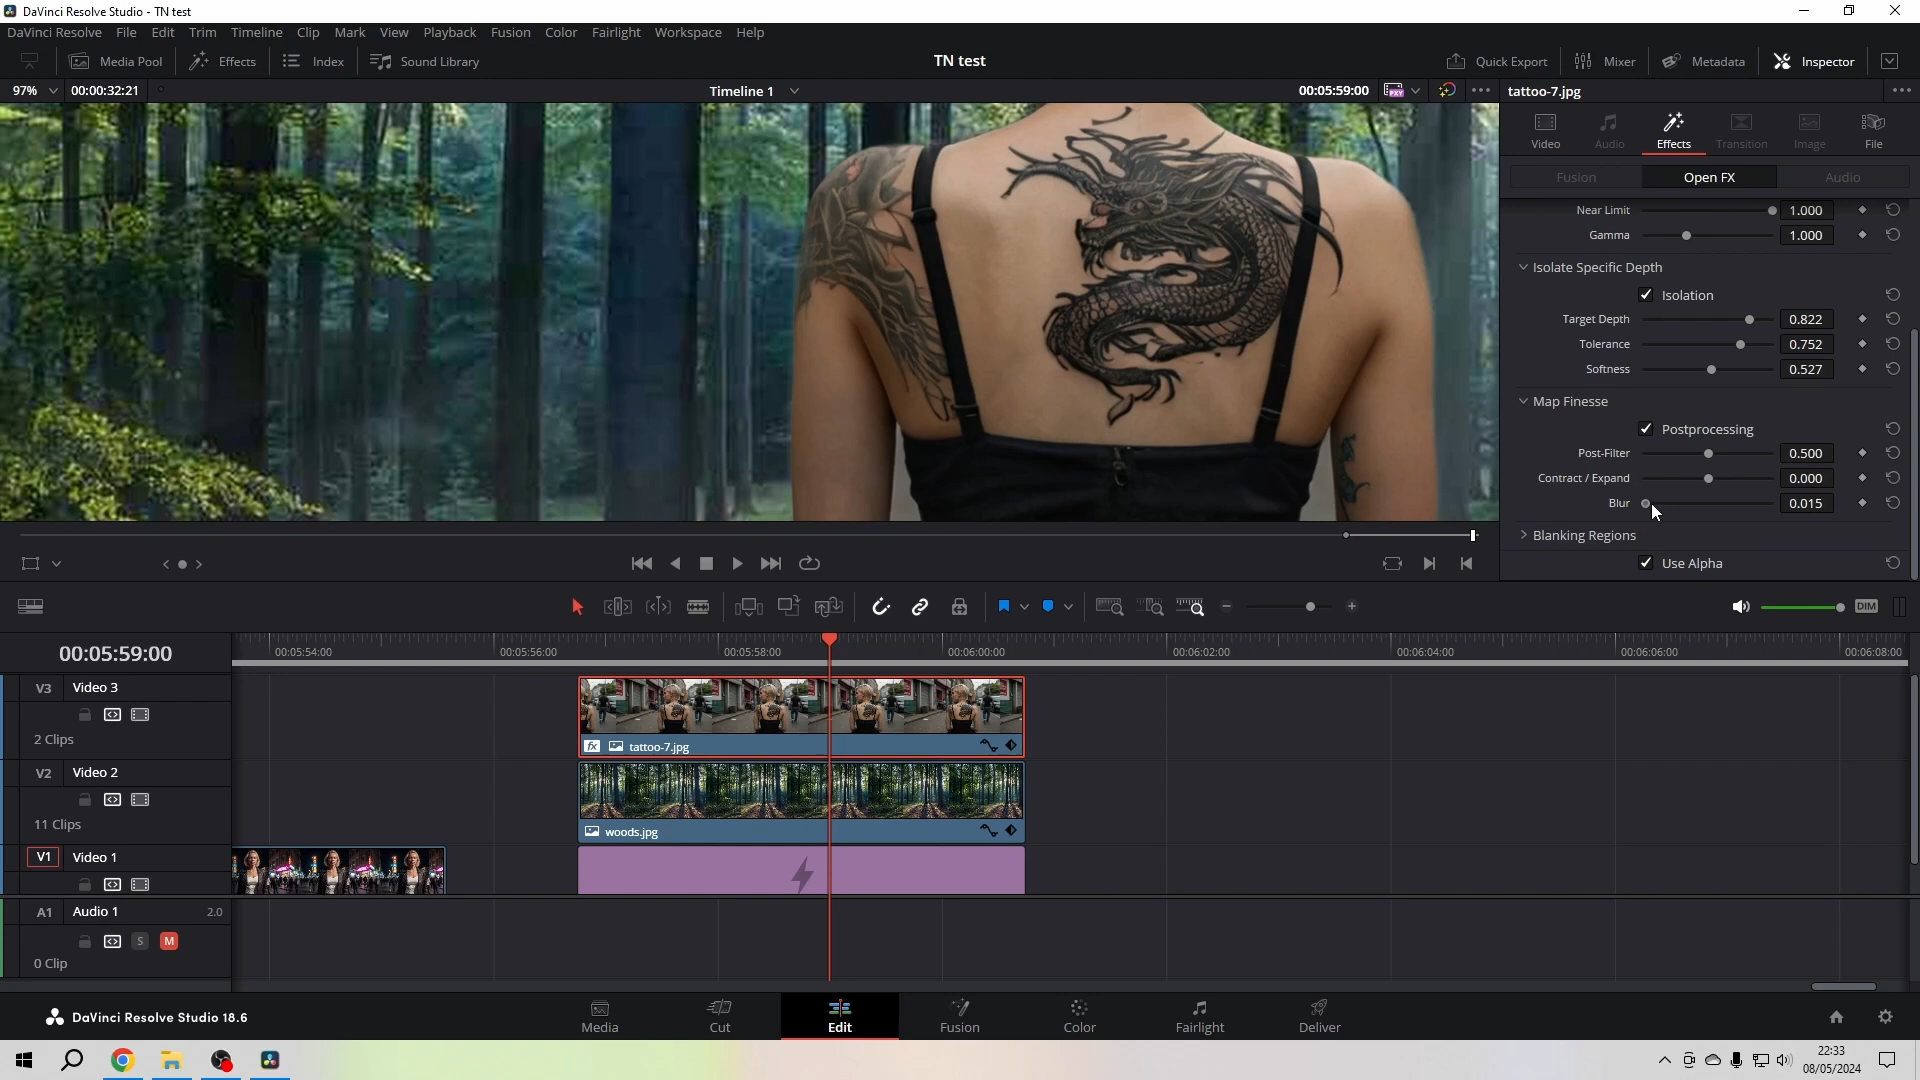 DaVinci Resolve Studio - TN test
DaVinci Resolve File Edit Trim Timeline Clip Mark View Playback Fusion Color Fairlight Workspace Help
Media Pool Effects Index Sound Library TN test Quick Export Mixer Metadata Inspector
97% 00:00:32:21 Timeline 1 00:05:59:00 PXY tattoo-7.jpg
Video Audio Effects Transition Image File
Fusion Open FX Audio
Near Limit 1.000
Gamma 1.000
Isolate Specific Depth
Isolation
Target Depth 0.822
Tolerance 0.752
Softness 0.527
Map Finesse
Postprocessing
Post-Filter 0.500
Contract / Expand 0.000
Blur 0.015
Blanking Regions
Use Alpha
DIM
00:05:59:00 00:05:54:00 00:05:56:00 00:05:58:00 00:06:00:00 00:06:02:00 00:06:04:00 00:06:06:00 00:06:08:00
V3 Video 3
2 Clips
fx tattoo-7.jpg
V2 Video 2
11 Clips
woods.jpg
V1 Video 1
A1 Audio 1 2.0
S M
0 Clip
DaVinci Resolve Studio 18.6
Media Cut Edit Fusion Color Fairlight Deliver
22:33
08/05/2024